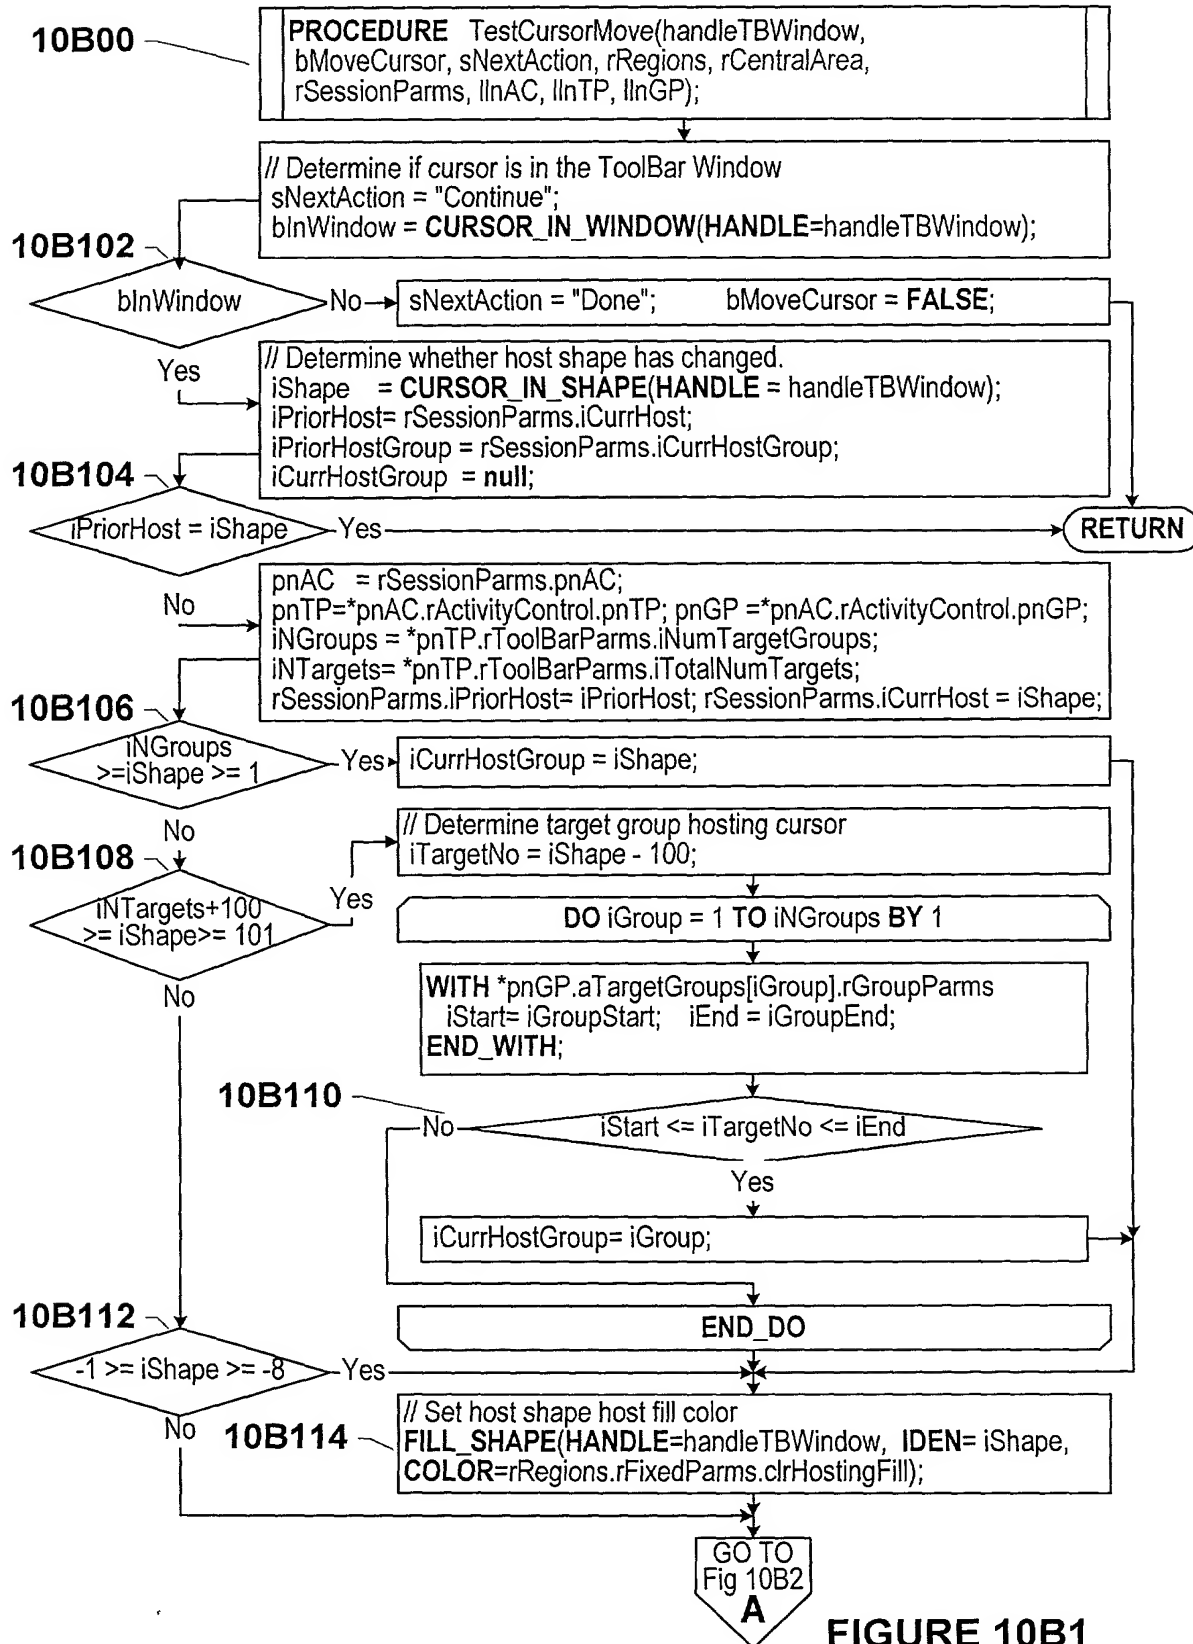 10B00
PROCEDURE TestCursorMove(handleTBWindow,
bMoveCursor, sNextAction, rRegions, rCentralArea,
rSessionParms, llnAC, llnTP, llnGP);
// Determine if cursor is in the ToolBar Window
sNextAction = "Continue";
bInWindow = CURSOR_IN_WINDOW(HANDLE=handleTBWindow);
10B102
bInWindow
No
sNextAction = "Done"; bMoveCursor = FALSE;
Yes
// Determine whether host shape has changed.
iShape = CURSOR_IN_SHAPE(HANDLE = handleTBWindow);
iPriorHost= rSessionParms.iCurrHost;
iPriorHostGroup = rSessionParms.iCurrHostGroup;
iCurrHostGroup = null;
10B104
iPriorHost = iShape
Yes
RETURN
No
pnAC = rSessionParms.pnAC;
pnTP=*pnAC.rActivityControl.pnTP; pnGP =*pnAC.rActivityControl.pnGP;
iNGroups = *pnTP.rToolBarParms.iNumTargetGroups;
iNTargets= *pnTP.rToolBarParms.iTotalNumTargets;
rSessionParms.iPriorHost= iPriorHost; rSessionParms.iCurrHost = iShape;
10B106
iNGroups
>=iShape >= 1
Yes
iCurrHostGroup = iShape;
No
10B108
iNTargets+100
>= iShape>= 101
Yes
// Determine target group hosting cursor
iTargetNo = iShape - 100;
DO iGroup = 1 TO iNGroups BY 1
No
WITH *pnGP.aTargetGroups[iGroup].rGroupParms
iStart= iGroupStart; iEnd = iGroupEnd;
END_WITH;
10B110
No
iStart <= iTargetNo <= iEnd
Yes
iCurrHostGroup= iGroup;
END_DO
10B112
-1 >= iShape >= -8
Yes
No
10B114
// Set host shape host fill color
FILL_SHAPE(HANDLE=handleTBWindow, IDEN= iShape,
COLOR=rRegions.rFixedParms.clrHostingFill);
GO TO
Fig 10B2
A
FIGURE 10B1